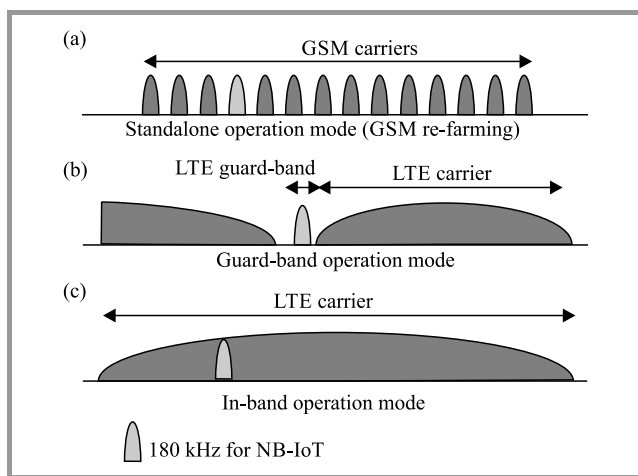 (a)
GSM carriers
Standalone operation mode (GSM re-farming)
LTE guard-band
(b)
LTE carrier
Guard-band operation mode
(c)
LTE carrier
In-band operation mode
180 kHz for NB-IoT